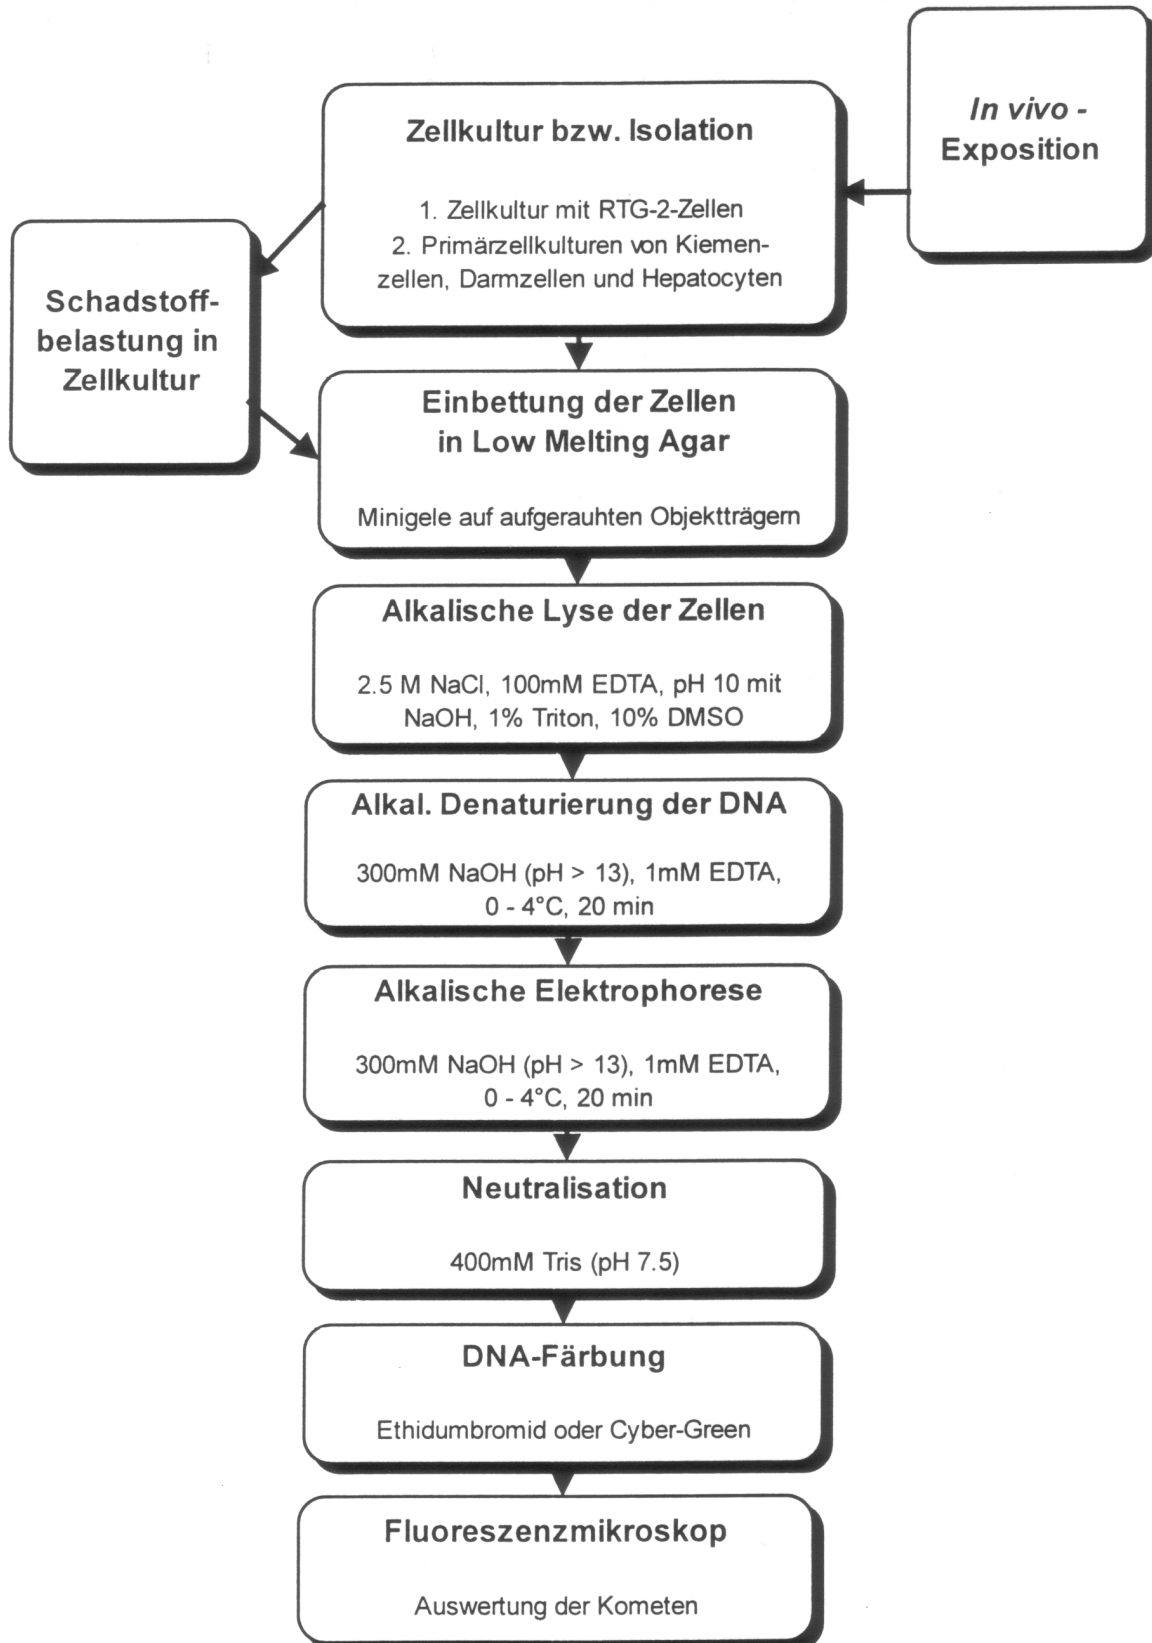 In vivo -
Exposition
Zellkultur bzw. Isolation
1. Zellkultur mit RTG-2-Zellen
2. Primärzellkulturen von Kiemen-
zellen, Darmzellen und Hepatocyten
Schadstoff-
belastung in
Zellkultur
Einbettung der Zellen
in Low Melting Agar
Minigele auf aufgerauhten Objektträgern
Alkalische Lyse der Zellen
2.5 M NaCl, 100mM EDTA, pH 10 mit
NaOH, 1% Triton, 10% DMSO
Alkal. Denaturierung der DNA
300mM NaOH (pH > 13), 1mM EDTA,
0 - 4°C, 20 min
Alkalische Elektrophorese
300mM NaOH (pH > 13), 1mM EDTA,
0 - 4°C, 20 min
Neutralisation
400mM Tris (pH 7.5)
DNA-Färbung
Ethidumbromid oder Cyber-Green
Fluoreszenzmikroskop
Auswertung der Kometen